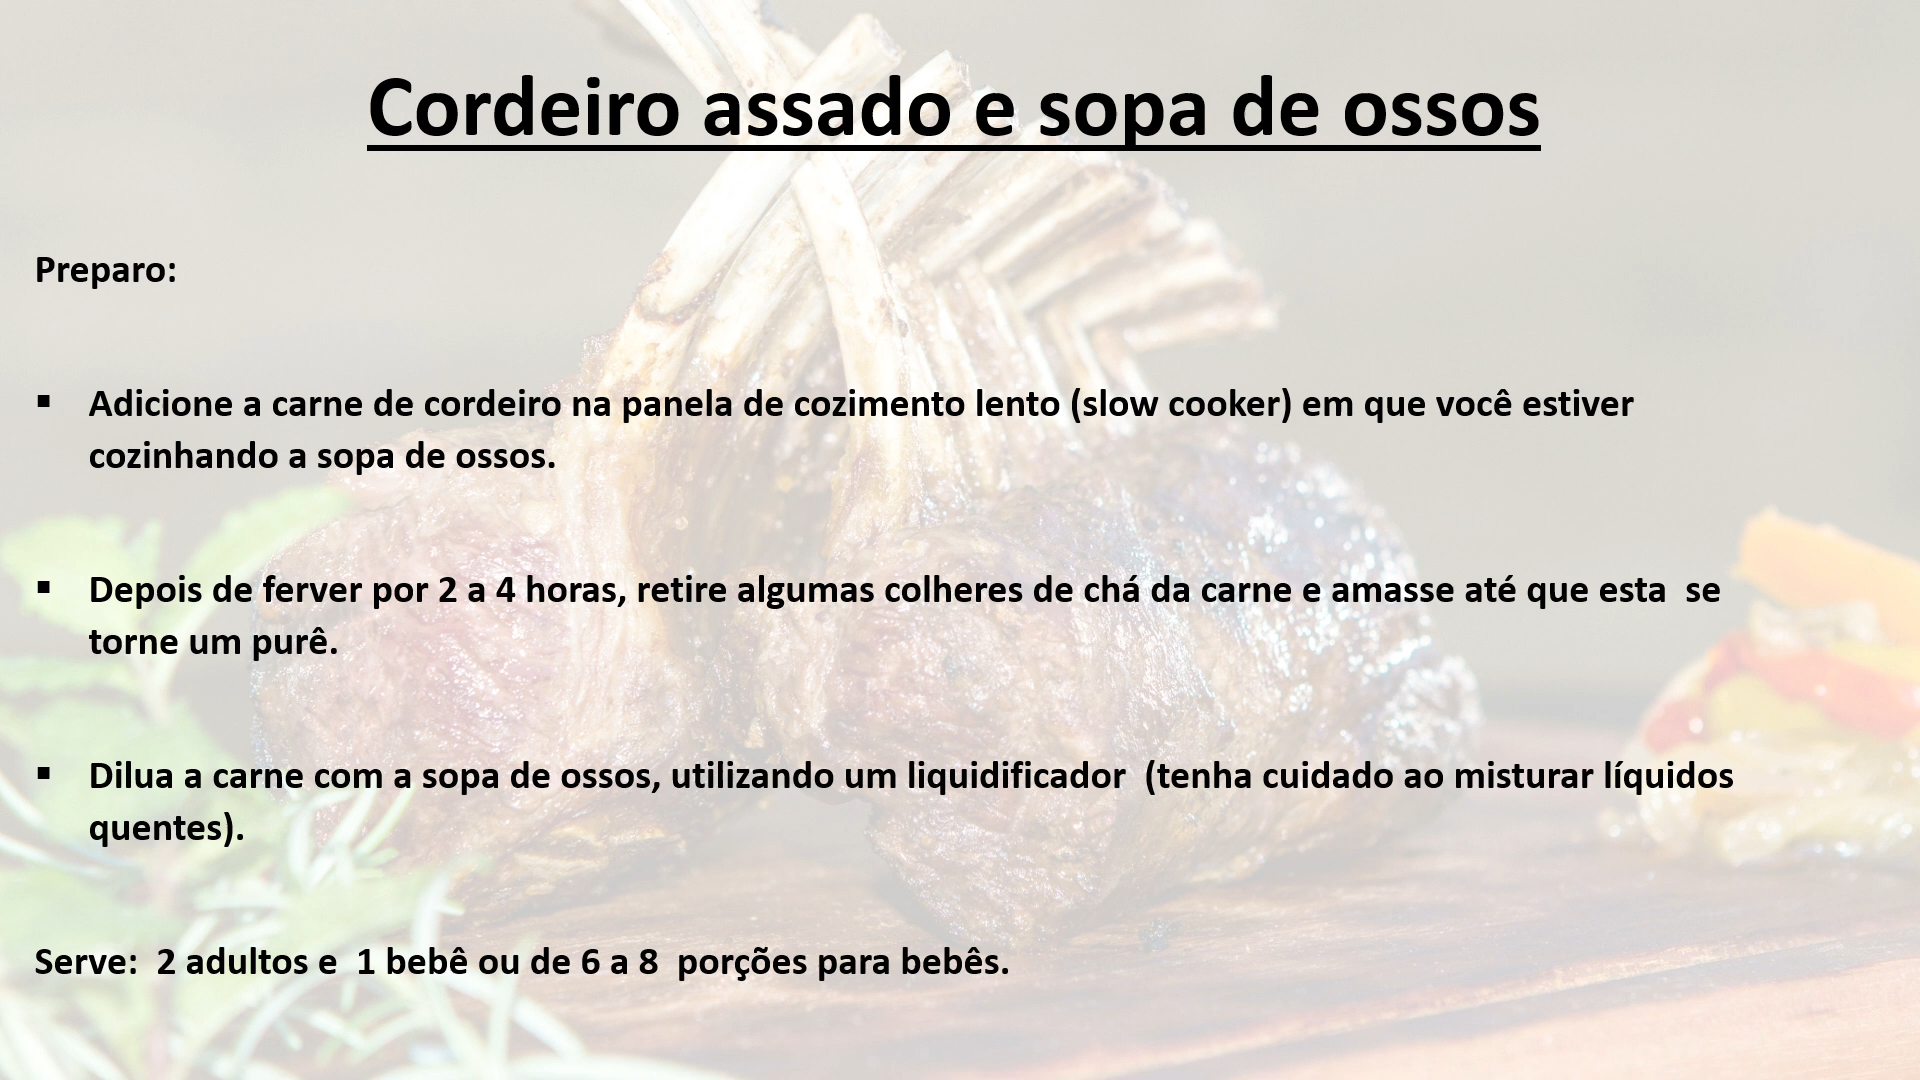 Cordeiro assado e sopa de ossos
Preparo:
▪ Adicione a carne de cordeiro na panela de cozimento lento (slow cooker) em que você estiver
cozinhando a sopa de ossos.
▪ Depois de ferver por 2 a 4 horas, retire algumas colheres de chá da carne e amasse até que esta  se
torne um purê.
▪ Dilua a carne com a sopa de ossos, utilizando um liquidificador  (tenha cuidado ao misturar líquidos
quentes).
Serve:  2 adultos e  1 bebê ou de 6 a 8  porções para bebês.